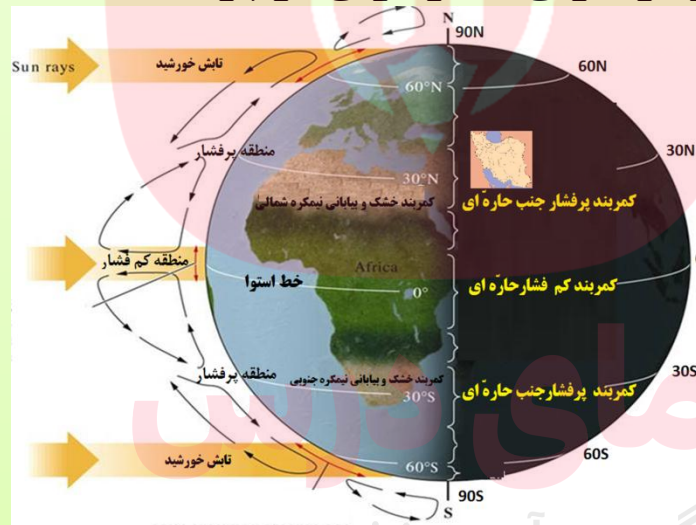 N
90N
Sun rays
تابش خورشید
60N
60°N
منطقه پرفشار
30N
30°N
کمربند خشک و بیابانی نیمکره شمالی
کمربند پرفشار جنب حارّه ای
منطقه کم فشار
Africa
خط استوا
0°
کمربند کم فشارحارّه ای
منطقه پرفشار
کمربند خشک و بیابانی نیمکره جنوبی
30°S
کمربند پرفشارجنب حارّه ای
30S
تابش خورشید
60°S
60S
90S
S
مای درس